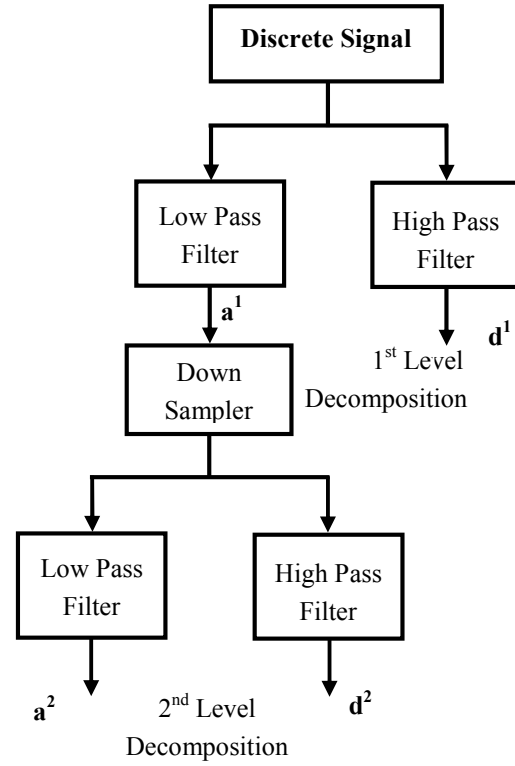 Discrete Signal
Low Pass
Filter
High Pass
Filter
a¹
d¹
1st Level
Decomposition
Down
Sampler
Low Pass
Filter
High Pass
Filter
a²
d²
2nd Level
Decomposition